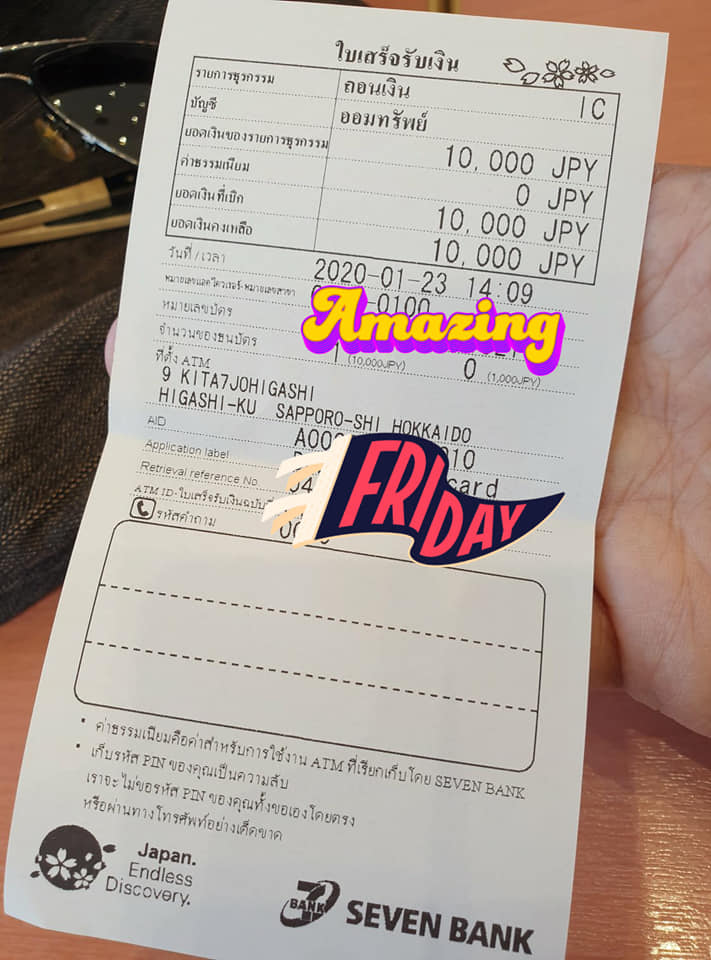 ใบเสร็จรับเงิน
รายการธุรกรรม ถอนเงิน IC
บัญชี ออมทรัพย์
ยอดเงินของรายการธุรกรรม 10,000 JPY
ค่าธรรมเนียม 0 JPY
ยอดเงินที่เบิก 10,000 JPY
ยอดเงินคงเหลือ 10,000 JPY
วันที่ / เวลา 2020-01-23 14:09
0100
หมายเลขบัตร
Amazing
จำนวนของธนบัตร 1 (10,000JPY) 0 (1,000JPY)
ที่ตั้ง ATM
9 KITA7JOHIGASHI
HIGASHI-KU SAPPORO-SHI HOKKAIDO
AID
Application label
Retrieval reference No.
FRIDAY
รหัสคำถาม
• ค่าธรรมเนียมคือค่าสำหรับการใช้งาน ATM ที่เรียกเก็บโดย SEVEN BANK
• เก็บรหัส PIN ของคุณเป็นความลับ
เราจะไม่ขอรหัส PIN ของคุณทั้งขอเองโดยตรง
หรือผ่านทางโทรศัพท์อย่างเด็ดขาด
Japan.
Endless
Discovery.
7 BANK
SEVEN BANK